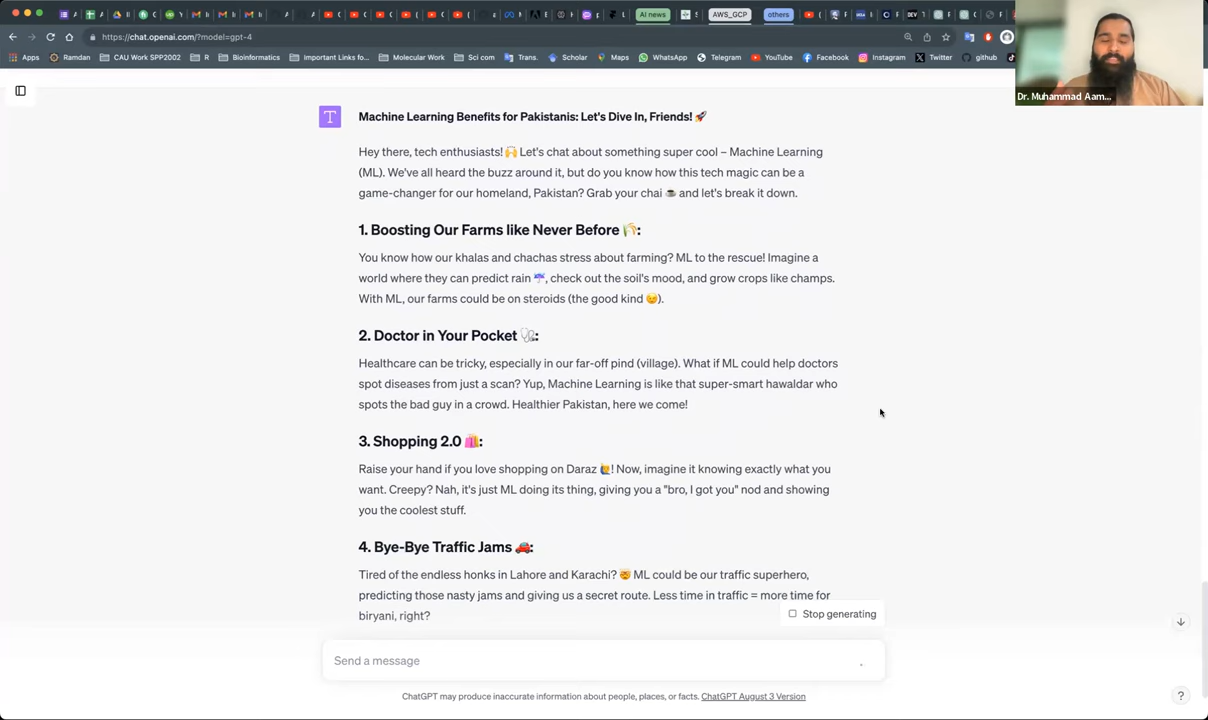 AI news
AWS_GCP
others
https://chat.openai.com/?model=gpt-4
Apps Ramdan CAU Work SPP2002 R Bioinformatics Important Links fo... Molecular Work Sci com Trans. Scholar Maps WhatsApp Telegram YouTube Facebook Instagram Twitter github
Dr. Muhammad Aam...
T
Machine Learning Benefits for Pakistanis: Let's Dive In, Friends! 🚀
Hey there, tech enthusiasts! 🙌 Let's chat about something super cool – Machine Learning
(ML). We've all heard the buzz around it, but do you know how this tech magic can be a
game-changer for our homeland, Pakistan? Grab your chai ☕ and let's break it down.
1. Boosting Our Farms like Never Before 🌾:
You know how our khalas and chachas stress about farming? ML to the rescue! Imagine a
world where they can predict rain ☔, check out the soil's mood, and grow crops like champs.
With ML, our farms could be on steroids (the good kind 😉).
2. Doctor in Your Pocket 🩺:
Healthcare can be tricky, especially in our far-off pind (village). What if ML could help doctors
spot diseases from just a scan? Yup, Machine Learning is like that super-smart hawaldar who
spots the bad guy in a crowd. Healthier Pakistan, here we come!
3. Shopping 2.0 🛍️:
Raise your hand if you love shopping on Daraz 🙋! Now, imagine it knowing exactly what you
want. Creepy? Nah, it's just ML doing its thing, giving you a "bro, I got you" nod and showing
you the coolest stuff.
4. Bye-Bye Traffic Jams 🚗:
Tired of the endless honks in Lahore and Karachi? 🤯 ML could be our traffic superhero,
predicting those nasty jams and giving us a secret route. Less time in traffic = more time for
biryani, right?
Stop generating
Send a message
ChatGPT may produce inaccurate information about people, places, or facts. ChatGPT August 3 Version
?